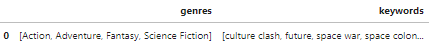 genres keywords
0 [Action, Adventure, Fantasy, Science Fiction] [culture clash, future, space war, space colon...